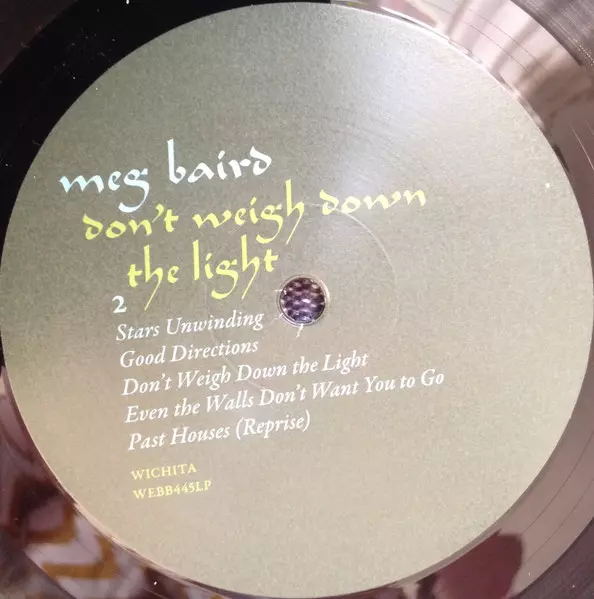 meg baird
don't weigh down
the light
2
Stars Unwinding
Good Directions
Don't Weigh Down the Light
Even the Walls Don't Want You to Go
Past Houses (Reprise)
WICHITA
WEBB445LP